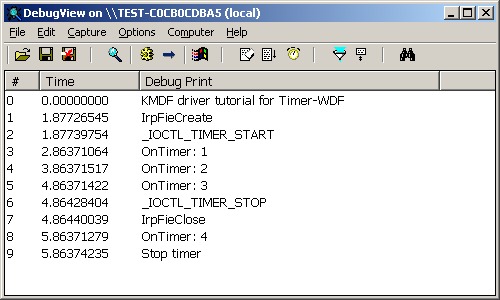 DebugView on \\TEST-C0CB0CDBA5 (local)
File Edit Capture Options Computer Help
# Time Debug Print
0 0.00000000 KMDF driver tutorial for Timer-WDF
1 1.87726545 IrpFieCreate
2 1.87739754 _IOCTL_TIMER_START
3 2.86371064 OnTimer: 1
4 3.86371517 OnTimer: 2
5 4.86371422 OnTimer: 3
6 4.86428404 _IOCTL_TIMER_STOP
7 4.86440039 IrpFieClose
8 5.86371279 OnTimer: 4
9 5.86374235 Stop timer